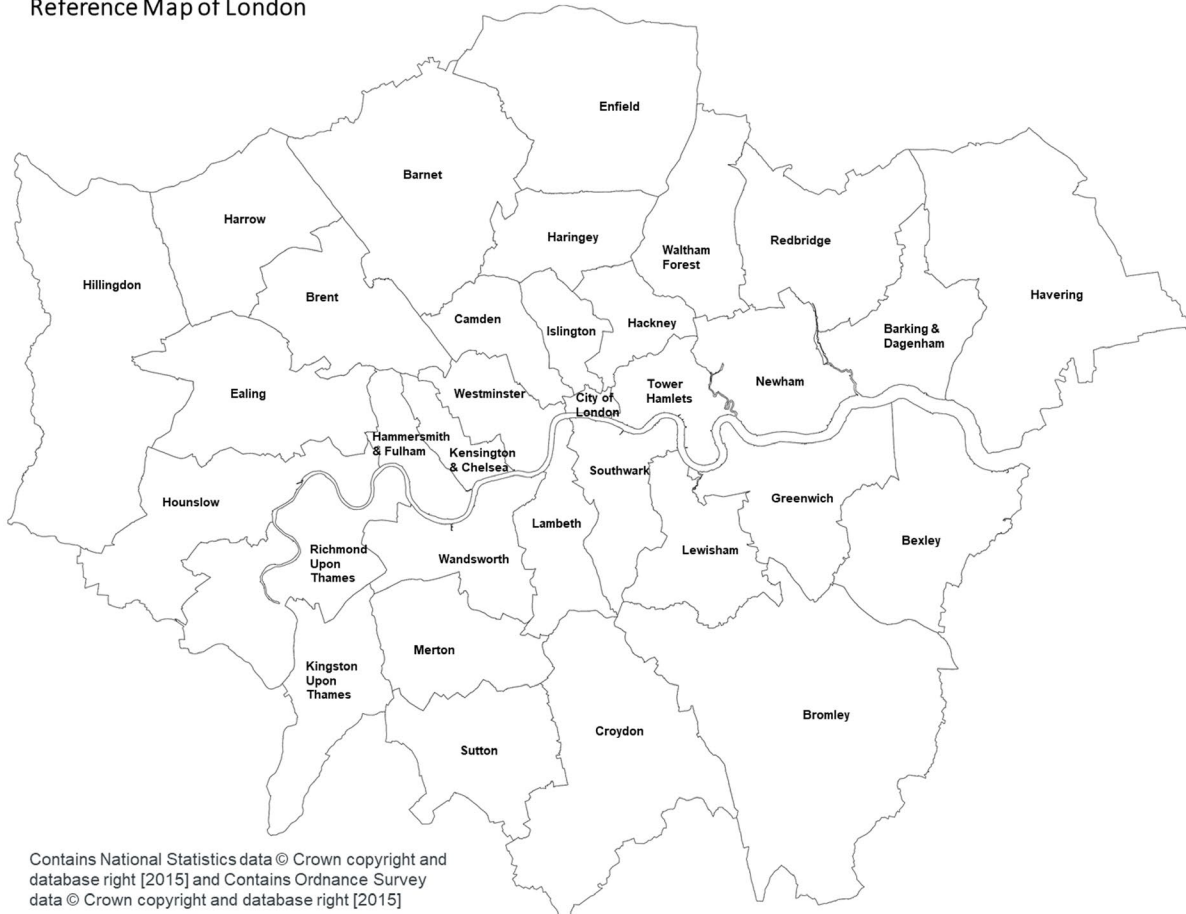 Reference Map of London
Enfield
Barnet
Harrow
Haringey
Waltham
Forest
Redbridge
Hillingdon
Brent
Havering
Camden
Islington
Hackney
Barking &
Dagenham
Ealing
Westminster
City of
London
Tower
Hamlets
Newham
Hammersmith
& Fulham
Kensington
& Chelsea
Southwark
Hounslow
Greenwich
Lambeth
Richmond
Upon
Thames
Wandsworth
Lewisham
Bexley
Merton
Kingston
Upon
Thames
Bromley
Croydon
Sutton
Contains National Statistics data © Crown copyright and
database right [2015] and Contains Ordnance Survey
data © Crown copyright and database right [2015]